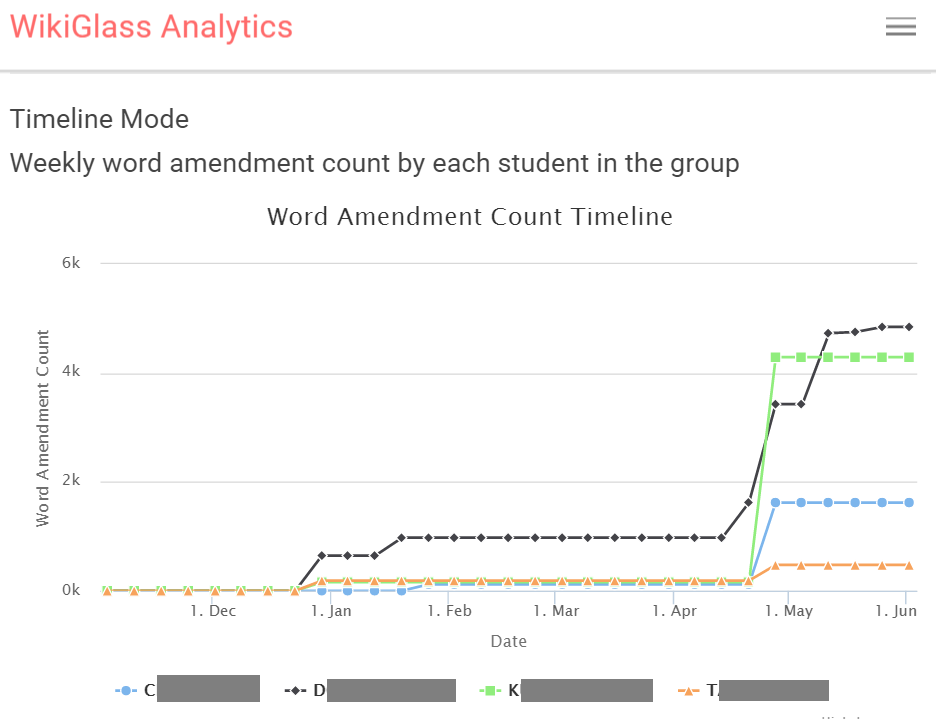 WikiGlass Analytics
Timeline Mode
Weekly word amendment count by each student in the group
Word Amendment Count Timeline
6k
4k
2k
0k
Word Amendment Count
1. Dec 1. Jan 1. Feb 1. Mar 1. Apr 1. May 1. Jun
Date
C D K T